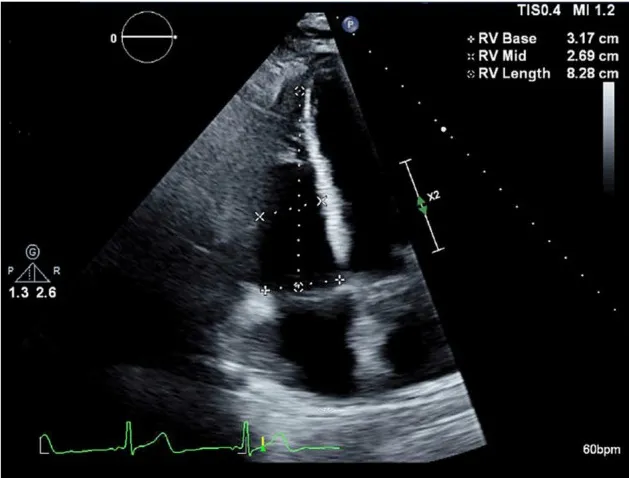 TIS0.4 MI 1.2
RV Base 3.17 cm
RV Mid 2.69 cm
RV Length 8.28 cm
0
P
X2
G
P R
1.3 2.6
60bpm